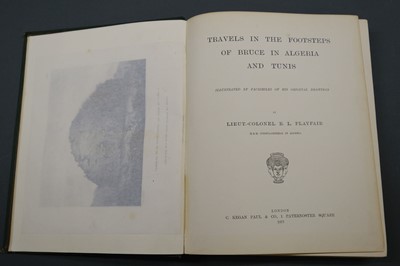 TRAVELS IN THE FOOTSTEPS
OF BRUCE IN ALGERIA
AND TUNIS
ILLUSTRATED BY FACSIMILES OF HIS ORIGINAL DRAWINGS
BY
LIEUT.-COLONEL R. L. PLAYFAIR
LONDON
C. KEGAN PAUL & CO., 1 PATERNOSTER SQUARE
1877